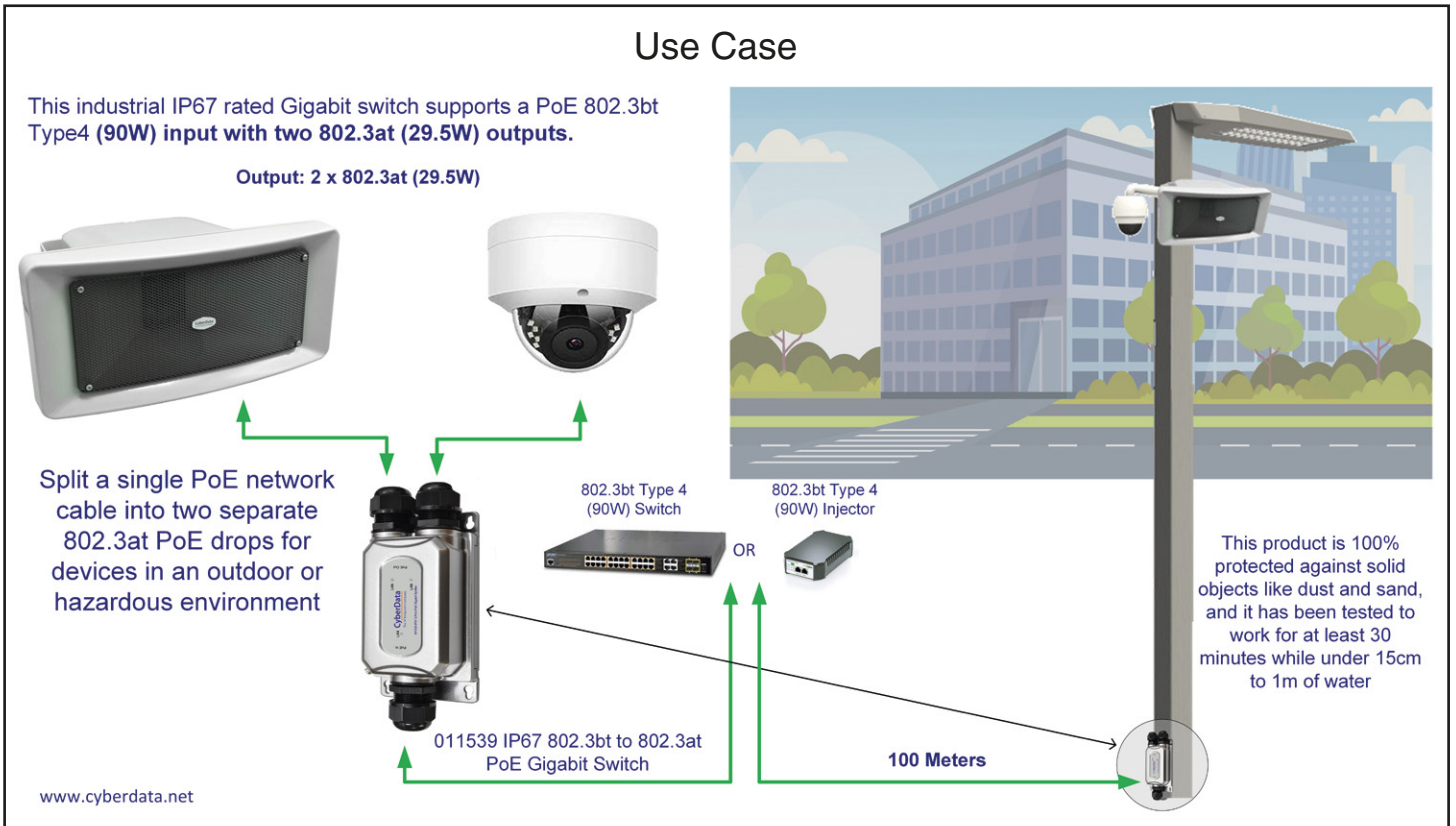 Use Case
This industrial IP67 rated Gigabit switch supports a PoE 802.3bt
Type4 (90W) input with two 802.3at (29.5W) outputs.
Output: 2 x 802.3at (29.5W)
CyberData
Split a single PoE network
cable into two separate
802.3at PoE drops for
devices in an outdoor or
hazardous environment
CyberData
802.3bt Type 4
(90W) Switch
OR
802.3bt Type 4
(90W) Injector
This product is 100%
protected against solid
objects like dust and sand,
and it has been tested to
work for at least 30
minutes while under 15cm
to 1m of water
011539 IP67 802.3bt to 802.3at
PoE Gigabit Switch
100 Meters
www.cyberdata.net